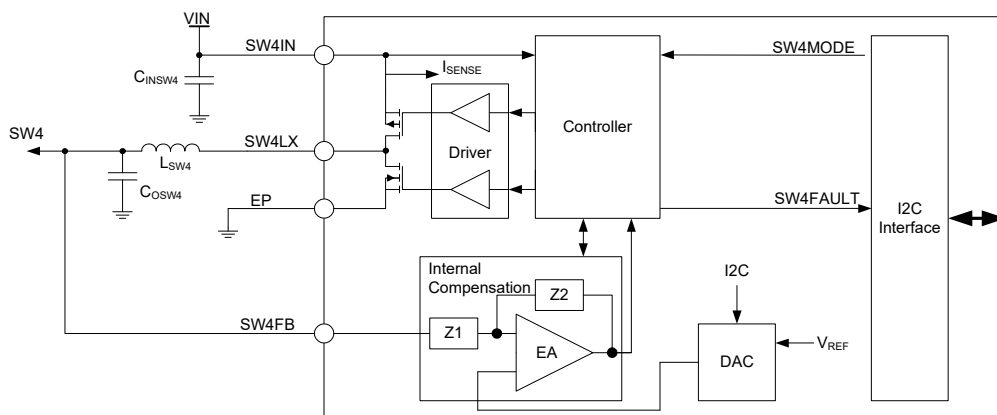 VIN
SW4IN
SW4MODE
CINSW4
ISENSE
Controller
SW4
SW4LX
LSW4
Driver
COSW4
EP
SW4FAULT
I2C
Interface
Internal
Compensation
Z2
I2C
SW4FB
Z1
EA
DAC
VREF